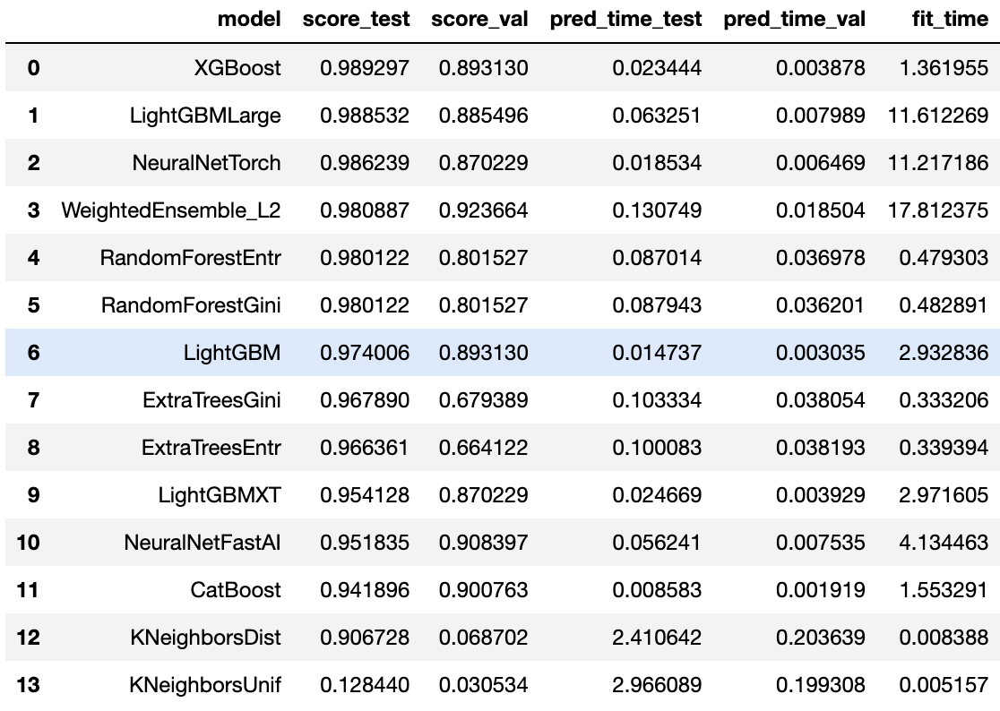 model score_test score_val pred_time_test pred_time_val fit_time
0 XGBoost 0.989297 0.893130 0.023444 0.003878 1.361955
1 LightGBMLarge 0.988532 0.885496 0.063251 0.007989 11.612269
2 NeuralNetTorch 0.986239 0.870229 0.018534 0.006469 11.217186
3 WeightedEnsemble_L2 0.980887 0.923664 0.130749 0.018504 17.812375
4 RandomForestEntr 0.980122 0.801527 0.087014 0.036978 0.479303
5 RandomForestGini 0.980122 0.801527 0.087943 0.036201 0.482891
6 LightGBM 0.974006 0.893130 0.014737 0.003035 2.932836
7 ExtraTreesGini 0.967890 0.679389 0.103334 0.038054 0.333206
8 ExtraTreesEntr 0.966361 0.664122 0.100083 0.038193 0.339394
9 LightGBMXT 0.954128 0.870229 0.024669 0.003929 2.971605
10 NeuralNetFastAI 0.951835 0.908397 0.056241 0.007535 4.134463
11 CatBoost 0.941896 0.900763 0.008583 0.001919 1.553291
12 KNeighborsDist 0.906728 0.068702 2.410642 0.203639 0.008388
13 KNeighborsUnif 0.128440 0.030534 2.966089 0.199308 0.005157